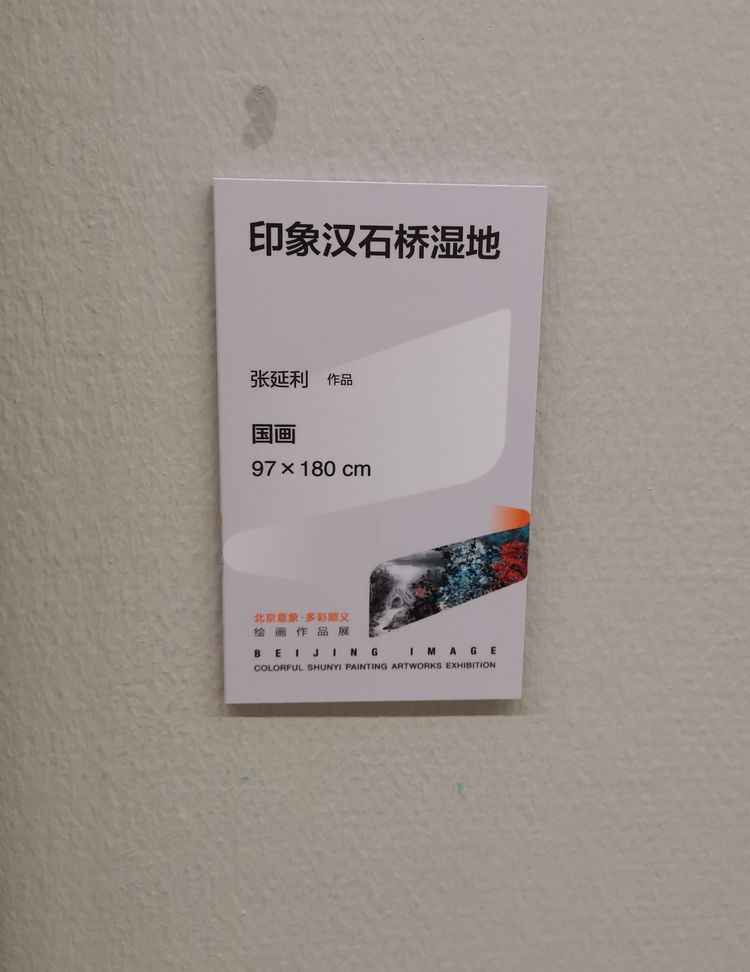 印象汉石桥湿地
张延利 作品
国画
97×180 cm
北京意象·多彩顺义
绘画作品展
BEIJING IMAGE
COLORFUL SHUNYI PAINTING ARTWORKS EXHIBITION